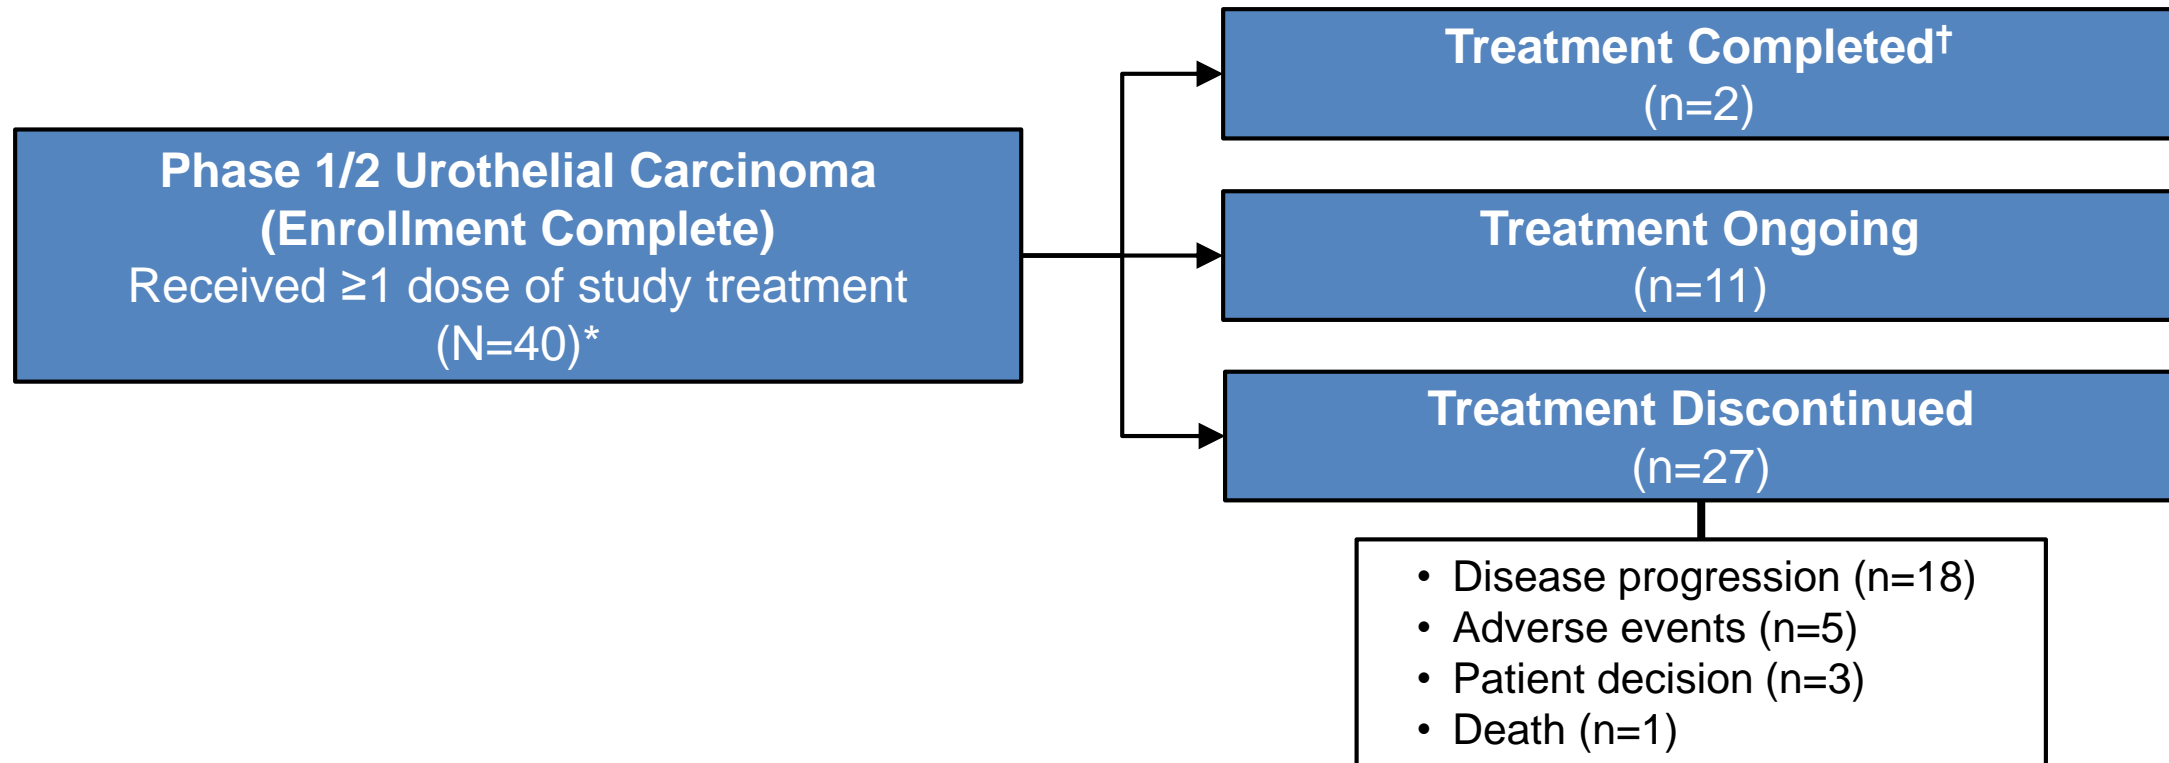 Phase 1/2 Urothelial Carcinoma
(Enrollment Complete)
Received ≥1 dose of study treatment
(N=40)*
Treatment Completed†
(n=2)
Treatment Ongoing
(n=11)
Treatment Discontinued
(n=27)
• Disease progression (n=18)
• Adverse events (n=5)
• Patient decision (n=3)
• Death (n=1)